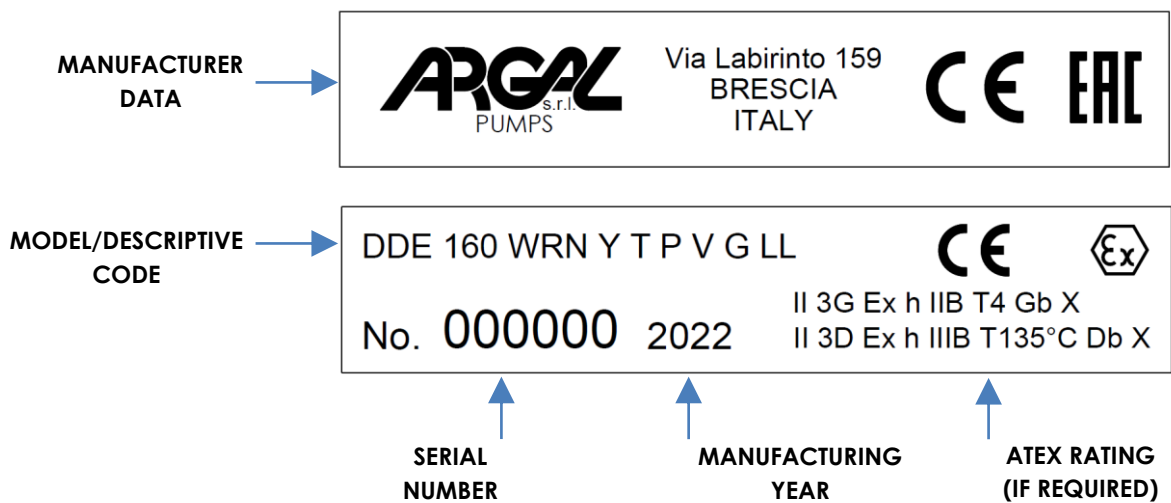 MANUFACTURER
DATA
ARGAL
s.r.l.
PUMPS
Via Labirinto 159
BRESCIA
ITALY
CE
EAC
MODEL/DESCRIPTIVE
CODE
DDE 160 WRN Y T P V G LL
CE
Ex
No. 000000 2022
II 3G Ex h IIB T4 Gb X
II 3D Ex h IIIB T135°C Db X
SERIAL
NUMBER
MANUFACTURING
YEAR
ATEX RATING
(IF REQUIRED)